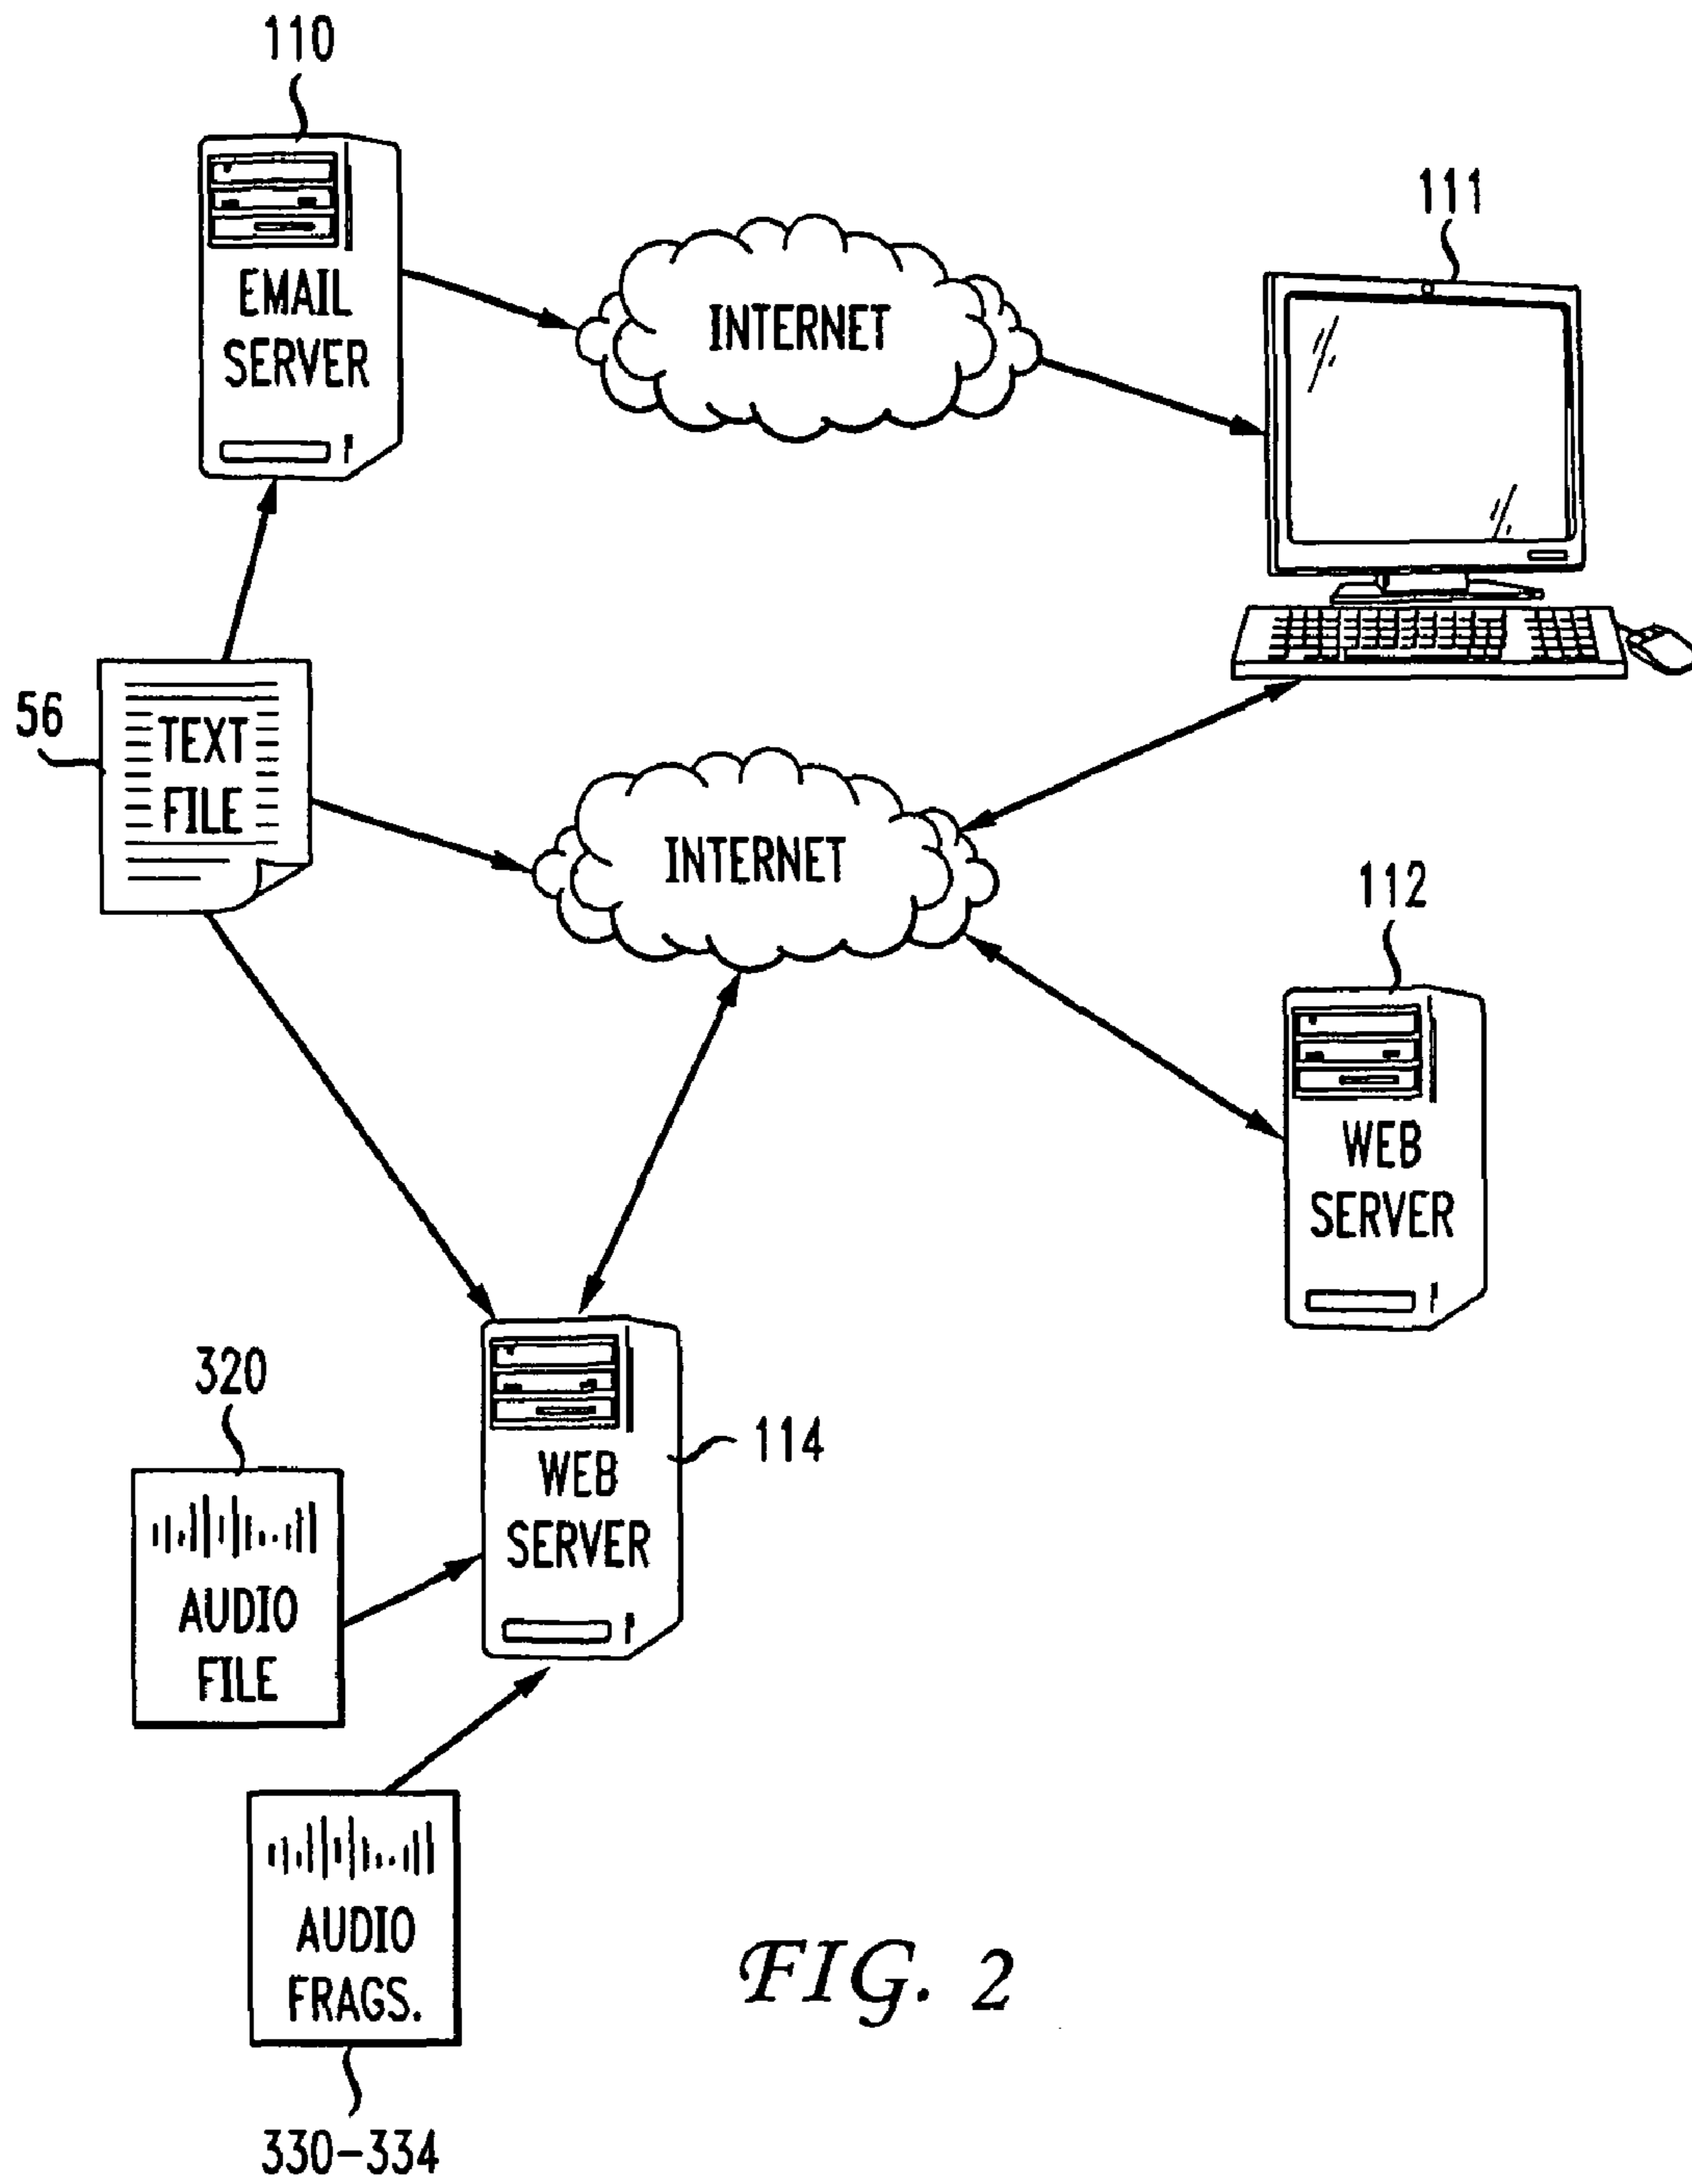 110
EMAIL
SERVER
INTERNET
111
56
TEXT
FILE
INTERNET
112
WEB
SERVER
320
AUDIO
FILE
WEB
SERVER
114
AUDIO
FRAGS.
330-334
FIG. 2